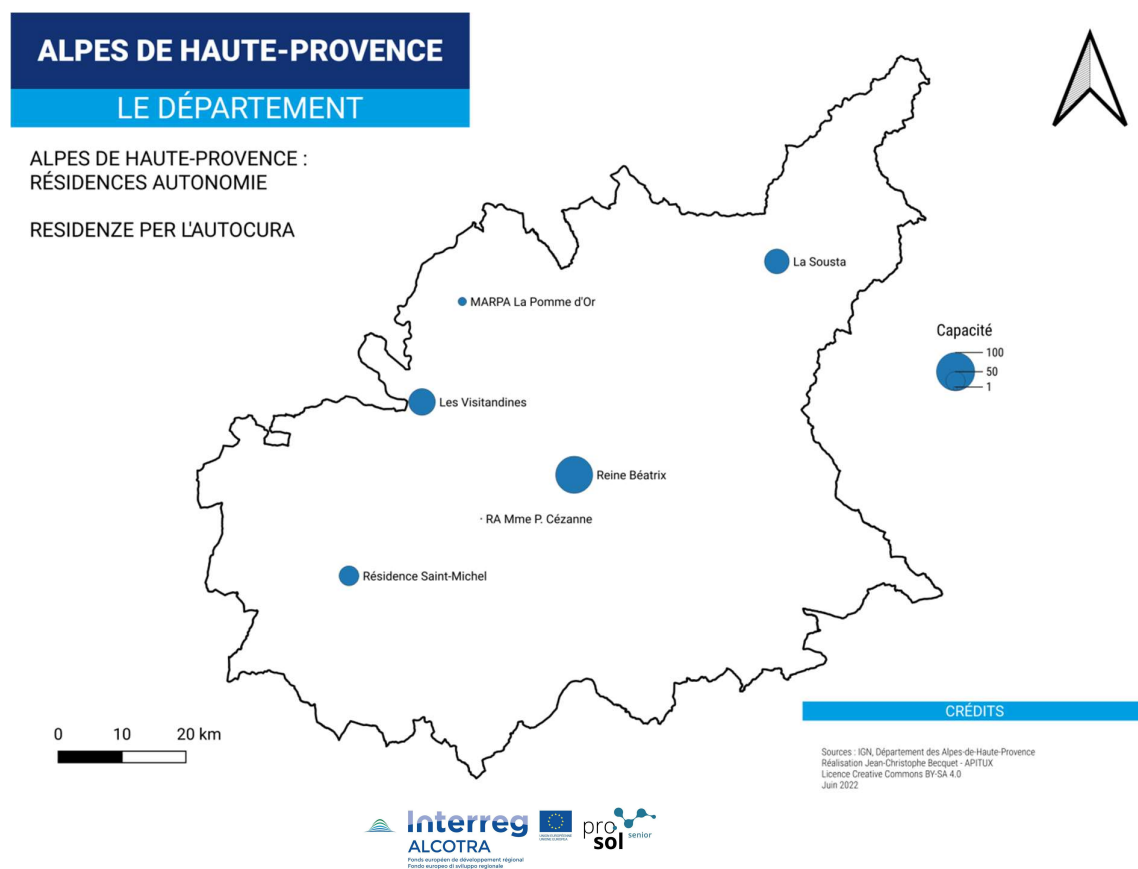 ALPES DE HAUTE-PROVENCE
LE DÉPARTEMENT
ALPES DE HAUTE-PROVENCE :
RÉSIDENCES AUTONOMIE
RESIDENZE PER L'AUTOCURA
La Sousta
MARPA La Pomme d'Or
Capacité
100
50
1
Les Visitandines
Reine Béatrix
RA Mme P. Cézanne
Résidence Saint-Michel
CRÉDITS
0 10 20 km
Sources : IGN, Département des Alpes-de-Haute-Provence
Réalisation Jean-Christophe Becquet - APITUX
Licence Creative Commons BY-SA 4.0
Juin 2022
Interreg
ALCOTRA
Fonds européen de développement régional
Fondo europeo di sviluppo regionale
UNION EUROPÉENNE
UNIONE EUROPEA
pro
sol
senior